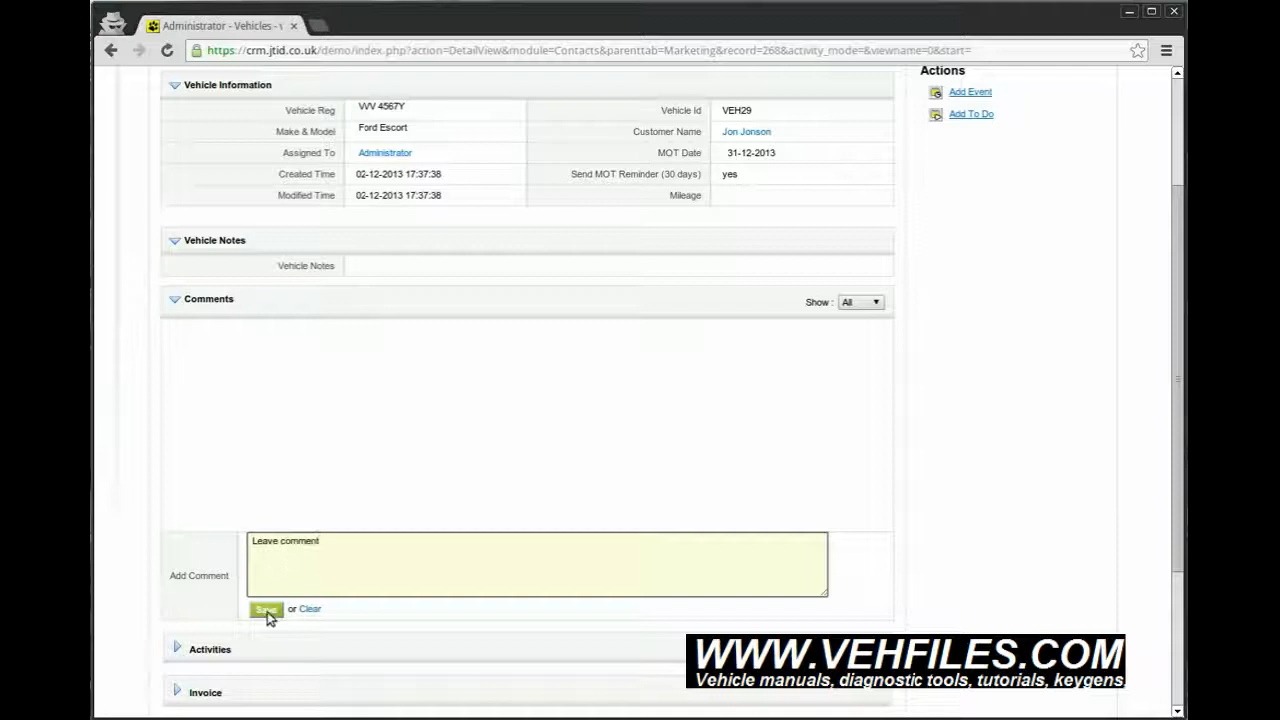 Administrator - Vehicles - v
https://crm.jtid.co.uk/demo/index.php?action=DetailView&module=Contacts&parenttab=Marketing&record=268&activity_mode=&viewname=0&start=
Vehicle Information
Actions
Vehicle Reg VVV 4567Y Vehicle Id VEH29
Add Event
Make & Model Ford Escort Customer Name Jon Jonson
Add To Do
Assigned To Administrator MOT Date 31-12-2013
Created Time 02-12-2013 17:37:38 Send MOT Reminder (30 days) yes
Modified Time 02-12-2013 17:37:38 Mileage
Vehicle Notes
Vehicle Notes
Comments Show : All
Leave comment
Add Comment
Save or Clear
Activities
Invoice
WWW.VEHFILES.COM
Vehicle manuals, diagnostic tools, tutorials, keygens,